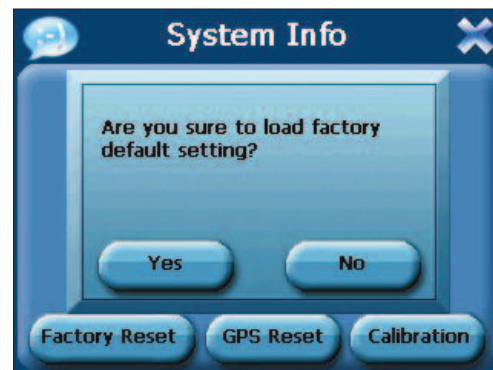 System Info
Are you sure to load factory
default setting?
Yes
No
Factory Reset
GPS Reset
Calibration